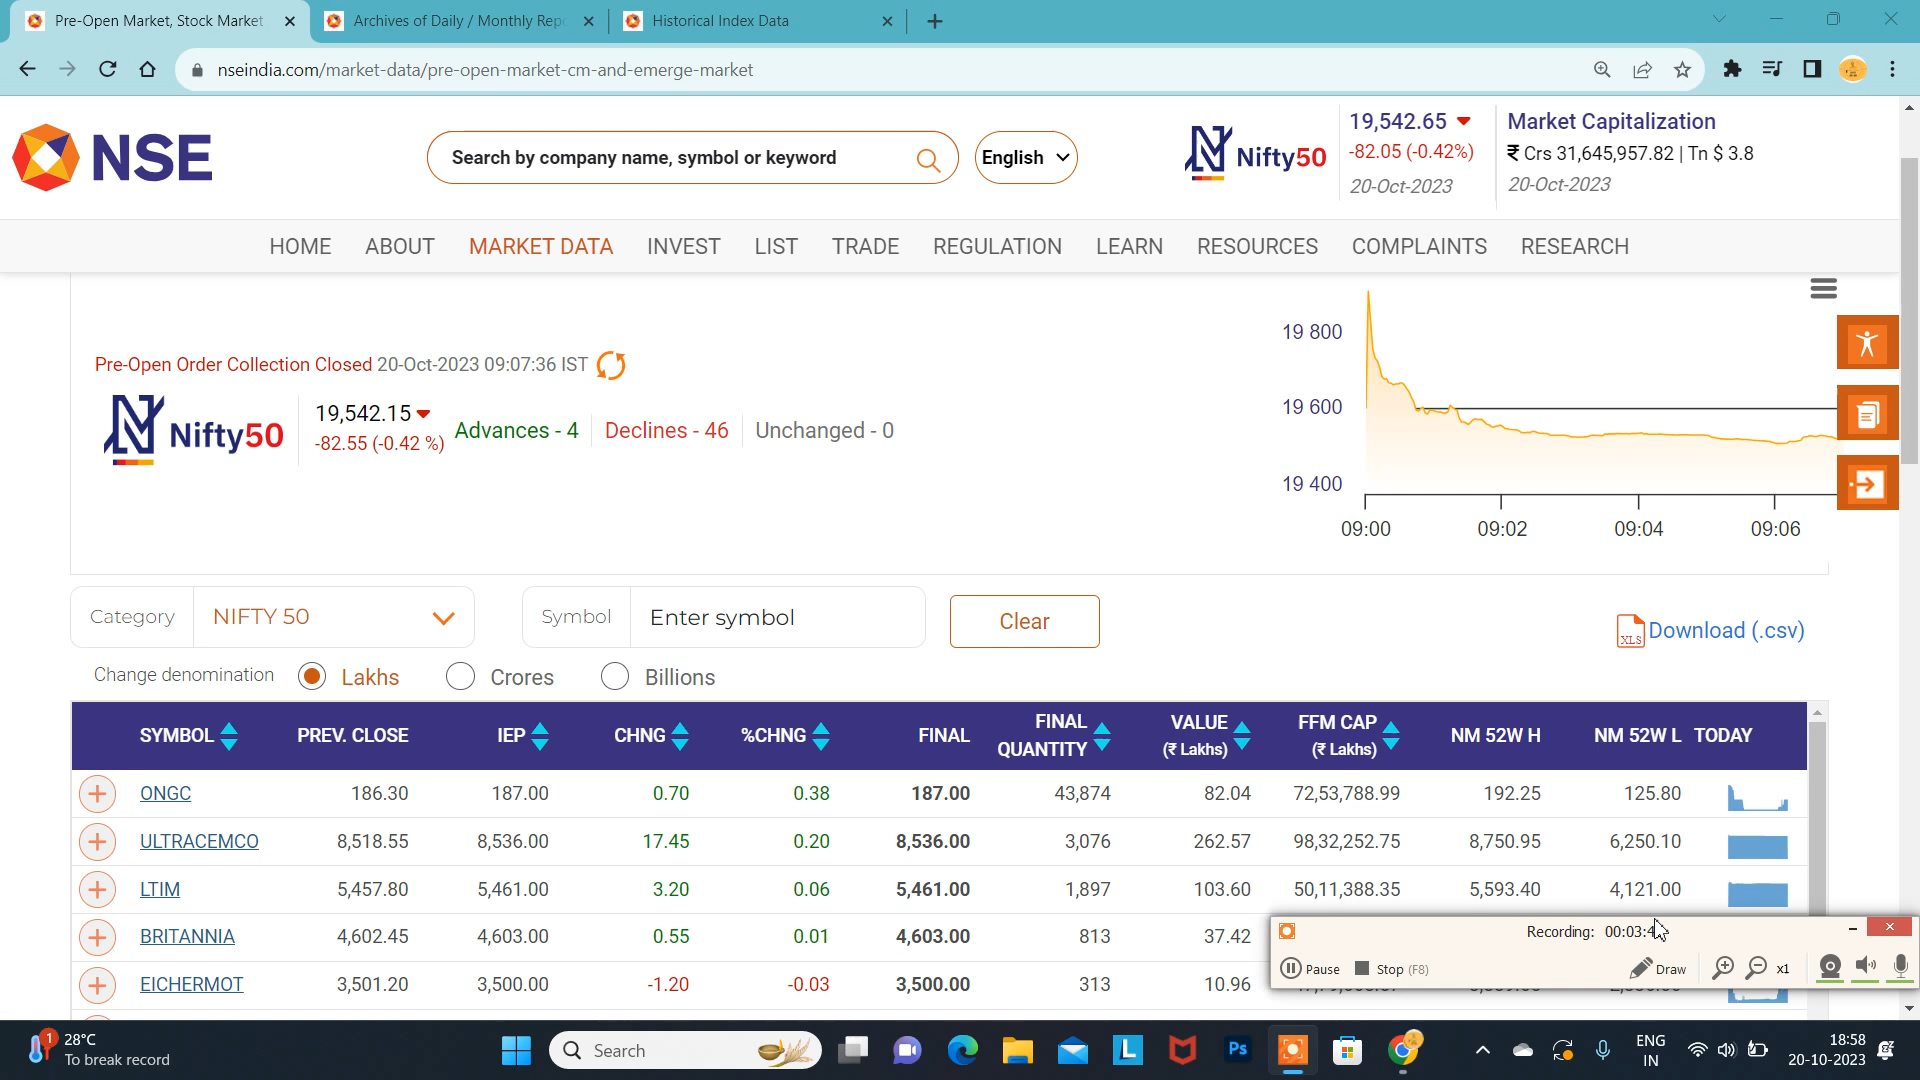 Pre-Open Market, Stock Market
Archives of Daily / Monthly Rep
Historical Index Data
nseindia.com/market-data/pre-open-market-cm-and-emerge-market
NSE
Search by company name, symbol or keyword
English
Nifty50
19,542.65
-82.05 (-0.42%)
20-Oct-2023
Market Capitalization
₹ Crs 31,645,957.82 | Tn $ 3.8
20-Oct-2023
HOME ABOUT MARKET DATA INVEST LIST TRADE REGULATION LEARN RESOURCES COMPLAINTS RESEARCH
Pre-Open Order Collection Closed 20-Oct-2023 09:07:36 IST
Nifty50
19,542.15
-82.55 (-0.42 %)
Advances - 4 Declines - 46 Unchanged - 0
19 800
19 600
19 400
09:00 09:02 09:04 09:06
Category NIFTY 50 Symbol Enter symbol Clear
XLS Download (.csv)
Change denomination Lakhs Crores Billions
SYMBOL PREV. CLOSE IEP CHNG %CHNG FINAL FINAL QUANTITY VALUE (₹ Lakhs) FFM CAP (₹ Lakhs) NM 52W H NM 52W L TODAY
ONGC 186.30 187.00 0.70 0.38 187.00 43,874 82.04 72,53,788.99 192.25 125.80
ULTRACEMCO 8,518.55 8,536.00 17.45 0.20 8,536.00 3,076 262.57 98,32,252.75 8,750.95 6,250.10
LTIM 5,457.80 5,461.00 3.20 0.06 5,461.00 1,897 103.60 50,11,388.35 5,593.40 4,121.00
BRITANNIA 4,602.45 4,603.00 0.55 0.01 4,603.00 813 37.42
EICHERMOT 3,501.20 3,500.00 -1.20 -0.03 3,500.00 313 10.96
Recording: 00:03:4
Pause Stop (F8) Draw x1
1
28°C
To break record
Search
L
Ps
ENG
IN
18:58
20-10-2023